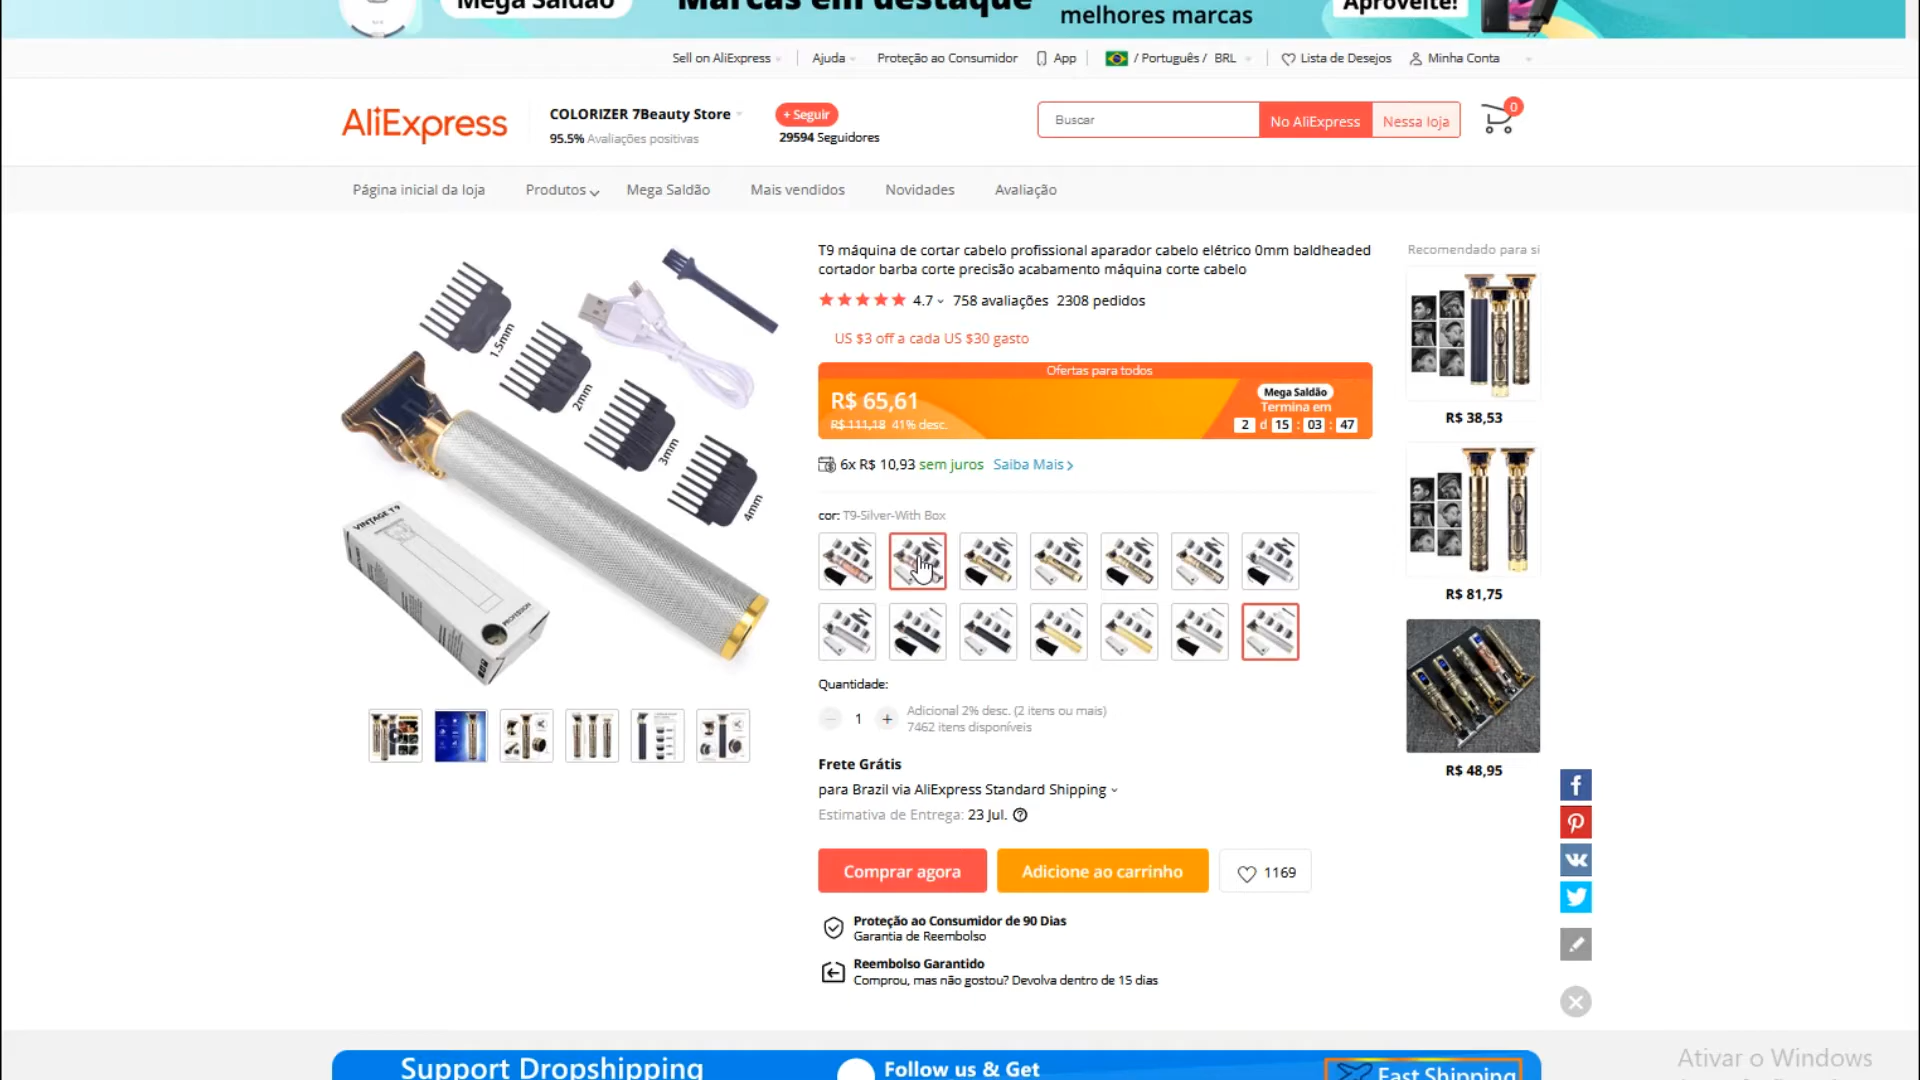 Mega Saldão
Marcas em destaque
melhores marcas
Aproveite!
Sell on AliExpress
Ajuda
Proteção ao Consumidor
App
/ Português / BRL
Lista de Desejos
Minha Conta
AliExpress
COLORIZER 7Beauty Store
95.5% Avaliações positivas
+ Seguir
29594 Seguidores
Buscar
No AliExpress
Nessa loja
0
Página inicial da loja
Produtos
Mega Saldão
Mais vendidos
Novidades
Avaliação
1.5mm
2mm
3mm
4mm
VINTAGE T9
T9 máquina de cortar cabelo profissional aparador cabelo elétrico 0mm baldheaded
cortador barba corte precisão acabamento máquina corte cabelo
4.7 758 avaliações 2308 pedidos
US $3 off a cada US $30 gasto
Ofertas para todos
R$ 65,61
R$ 111,18 41% desc.
Mega Saldão
Termina em
2 d 15 : 03 : 47
6x R$ 10,93 sem juros Saiba Mais
cor: T9-Silver-With Box
Quantidade:
1
Adicional 2% desc. (2 itens ou mais)
7462 itens disponíveis
Frete Grátis
para Brazil via AliExpress Standard Shipping
Estimativa de Entrega: 23 Jul.
Comprar agora
Adicione ao carrinho
1169
Proteção ao Consumidor de 90 Dias
Garantia de Reembolso
Reembolso Garantido
Comprou, mas não gostou? Devolva dentro de 15 dias
Recomendado para si
R$ 38,53
R$ 81,75
R$ 48,95
Support Dropshipping
Follow us & Get
Fast Shipping
Ativar o Windows